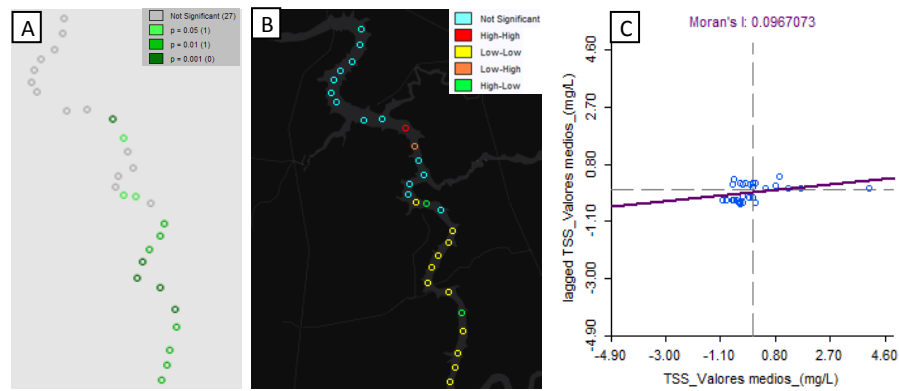 A
Not Significant (27)
p = 0.05 (1)
p = 0.01 (1)
p = 0.001 (0)
B
Not Significant
High-High
Low-Low
Low-High
High-Low
C
Moran's I: 0.0967073
lagged TSS_Valores medios_(mg/L)
4.60
2.70
0.80
-1.10
-3.00
-4.90
-4.90
-3.00
-1.10
0.80
2.70
4.60
TSS_Valores medios_(mg/L)